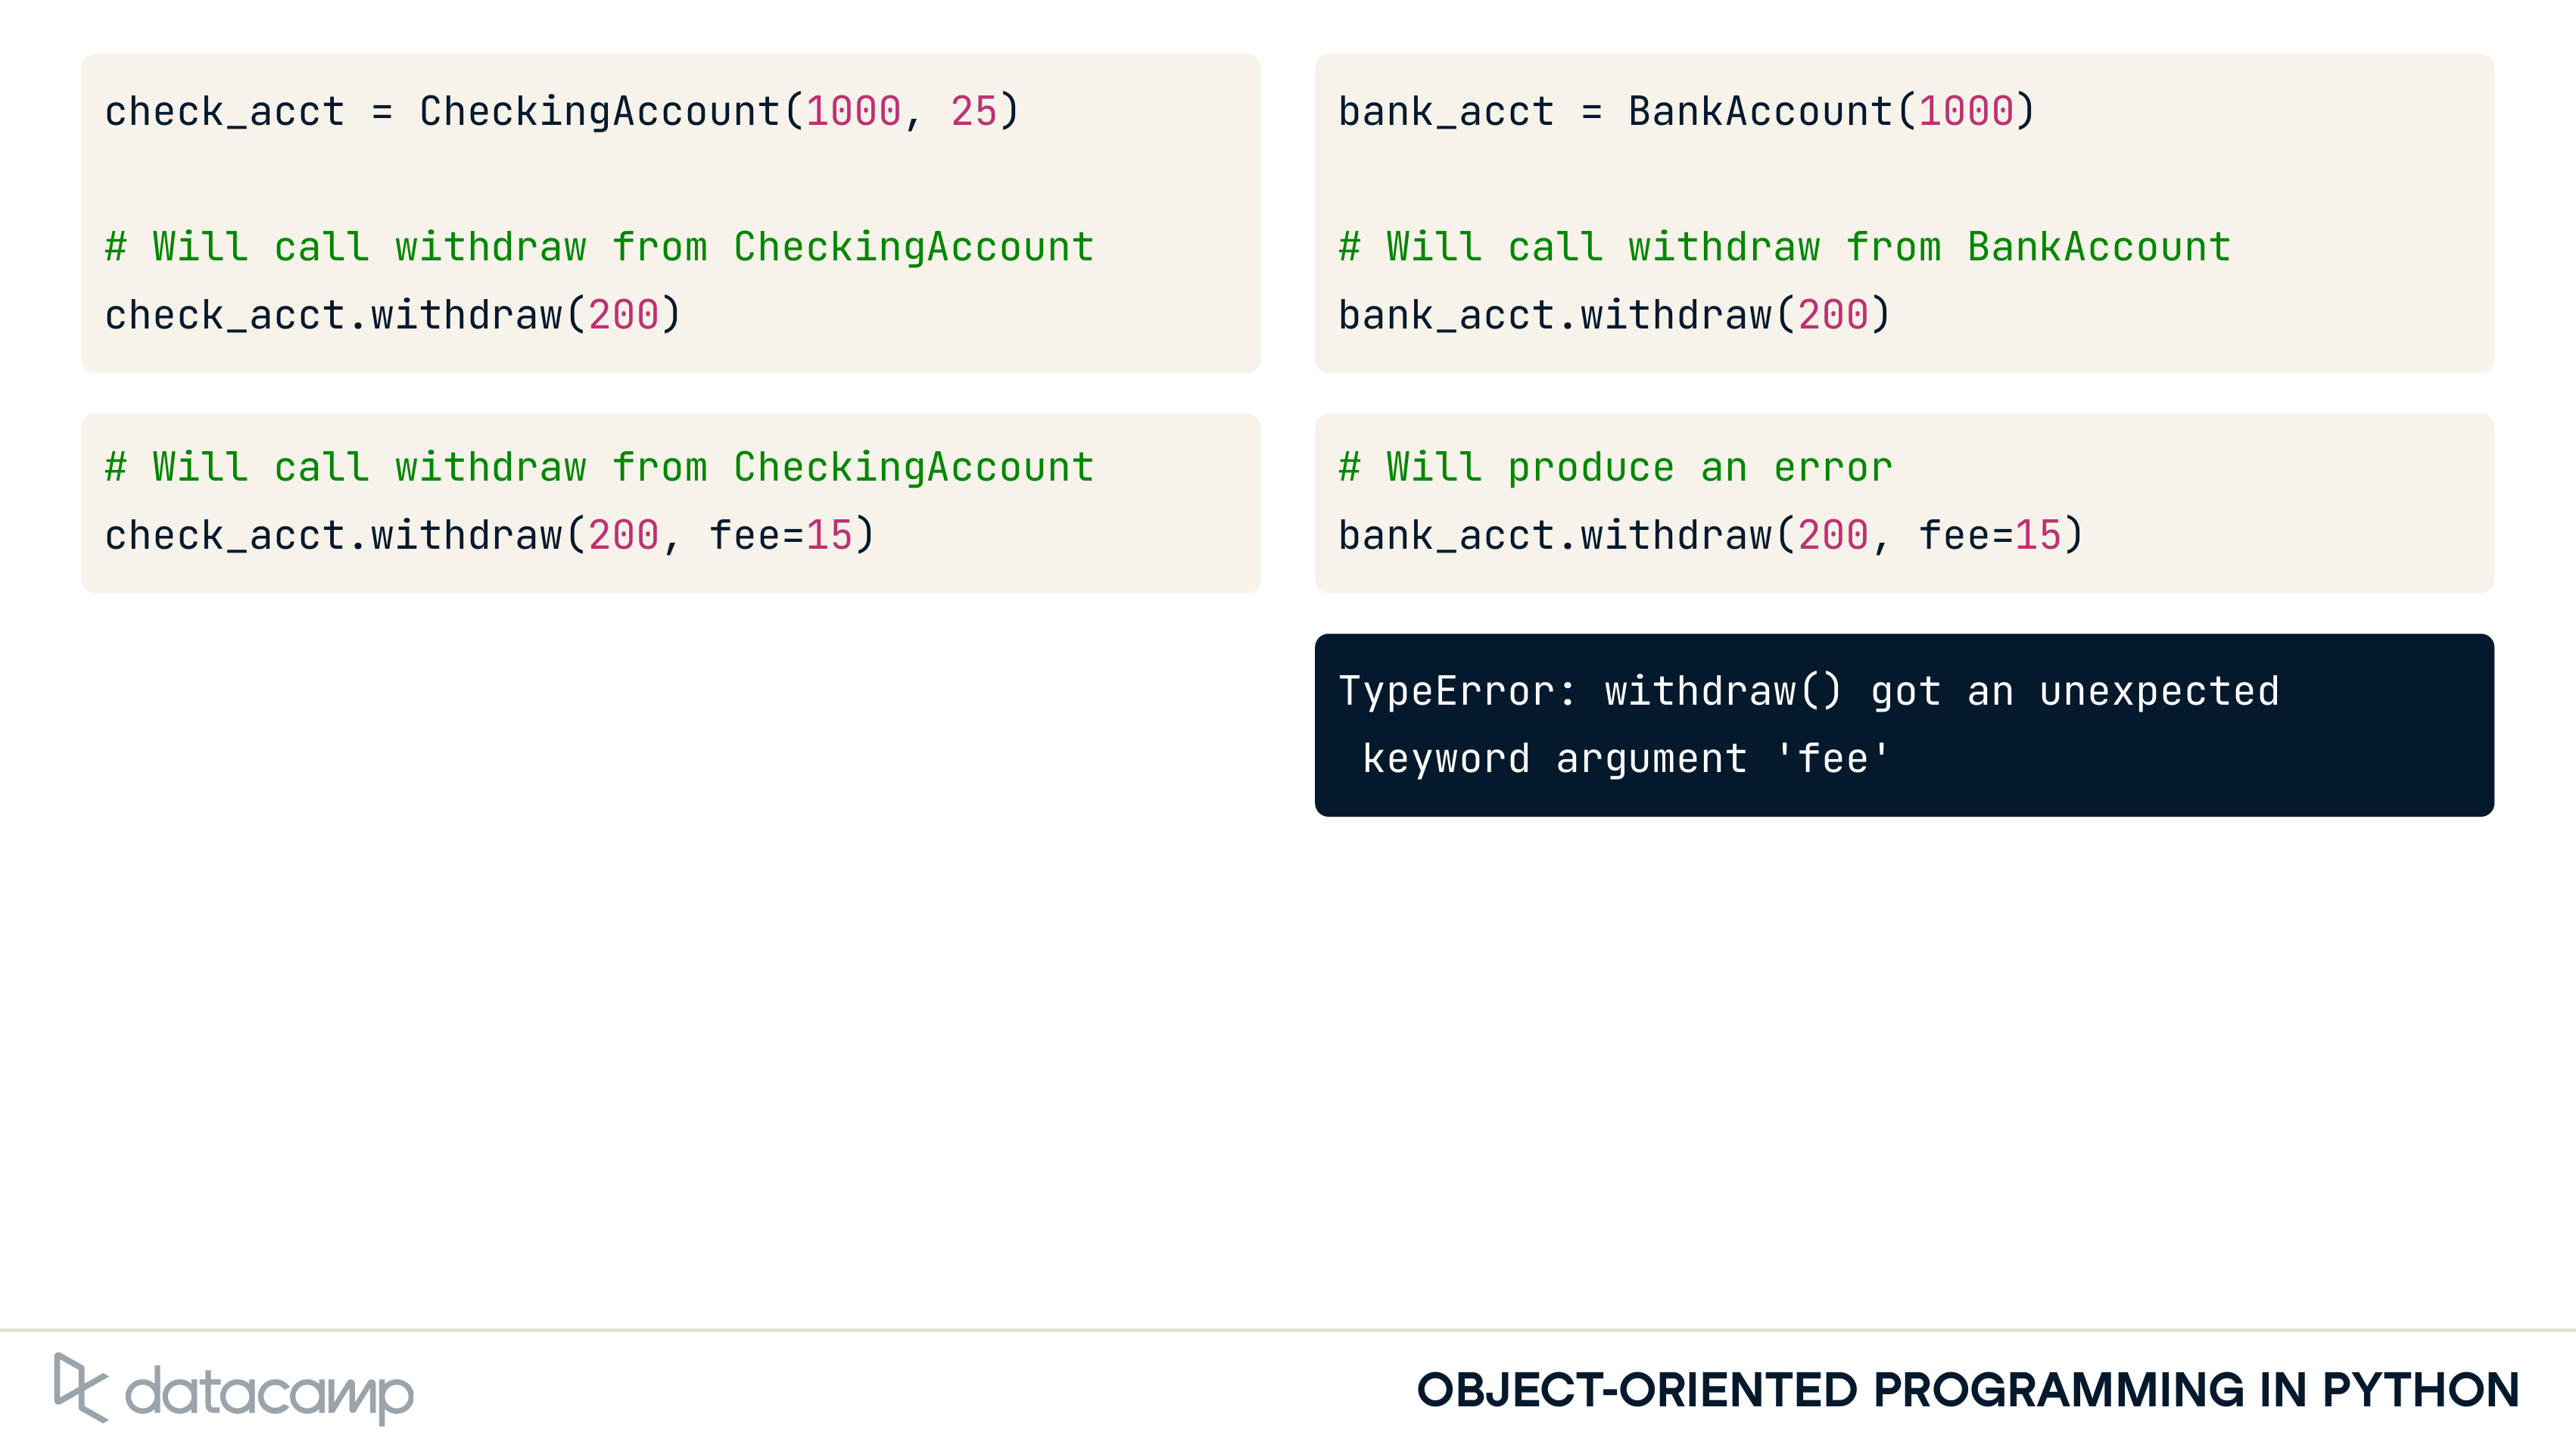 check_acct = CheckingAccount(1000, 25)
# Will call withdraw from CheckingAccount
check_acct.withdraw(200)
# Will call withdraw from CheckingAccount
check_acct.withdraw(200, fee=15)
bank_acct = BankAccount(1000)
# Will call withdraw from BankAccount
bank_acct.withdraw(200)
# Will produce an error
bank_acct.withdraw(200, fee=15)
TypeError: withdraw() got an unexpected
keyword argument 'fee'
datacamp
OBJECT-ORIENTED PROGRAMMING IN PYTHON